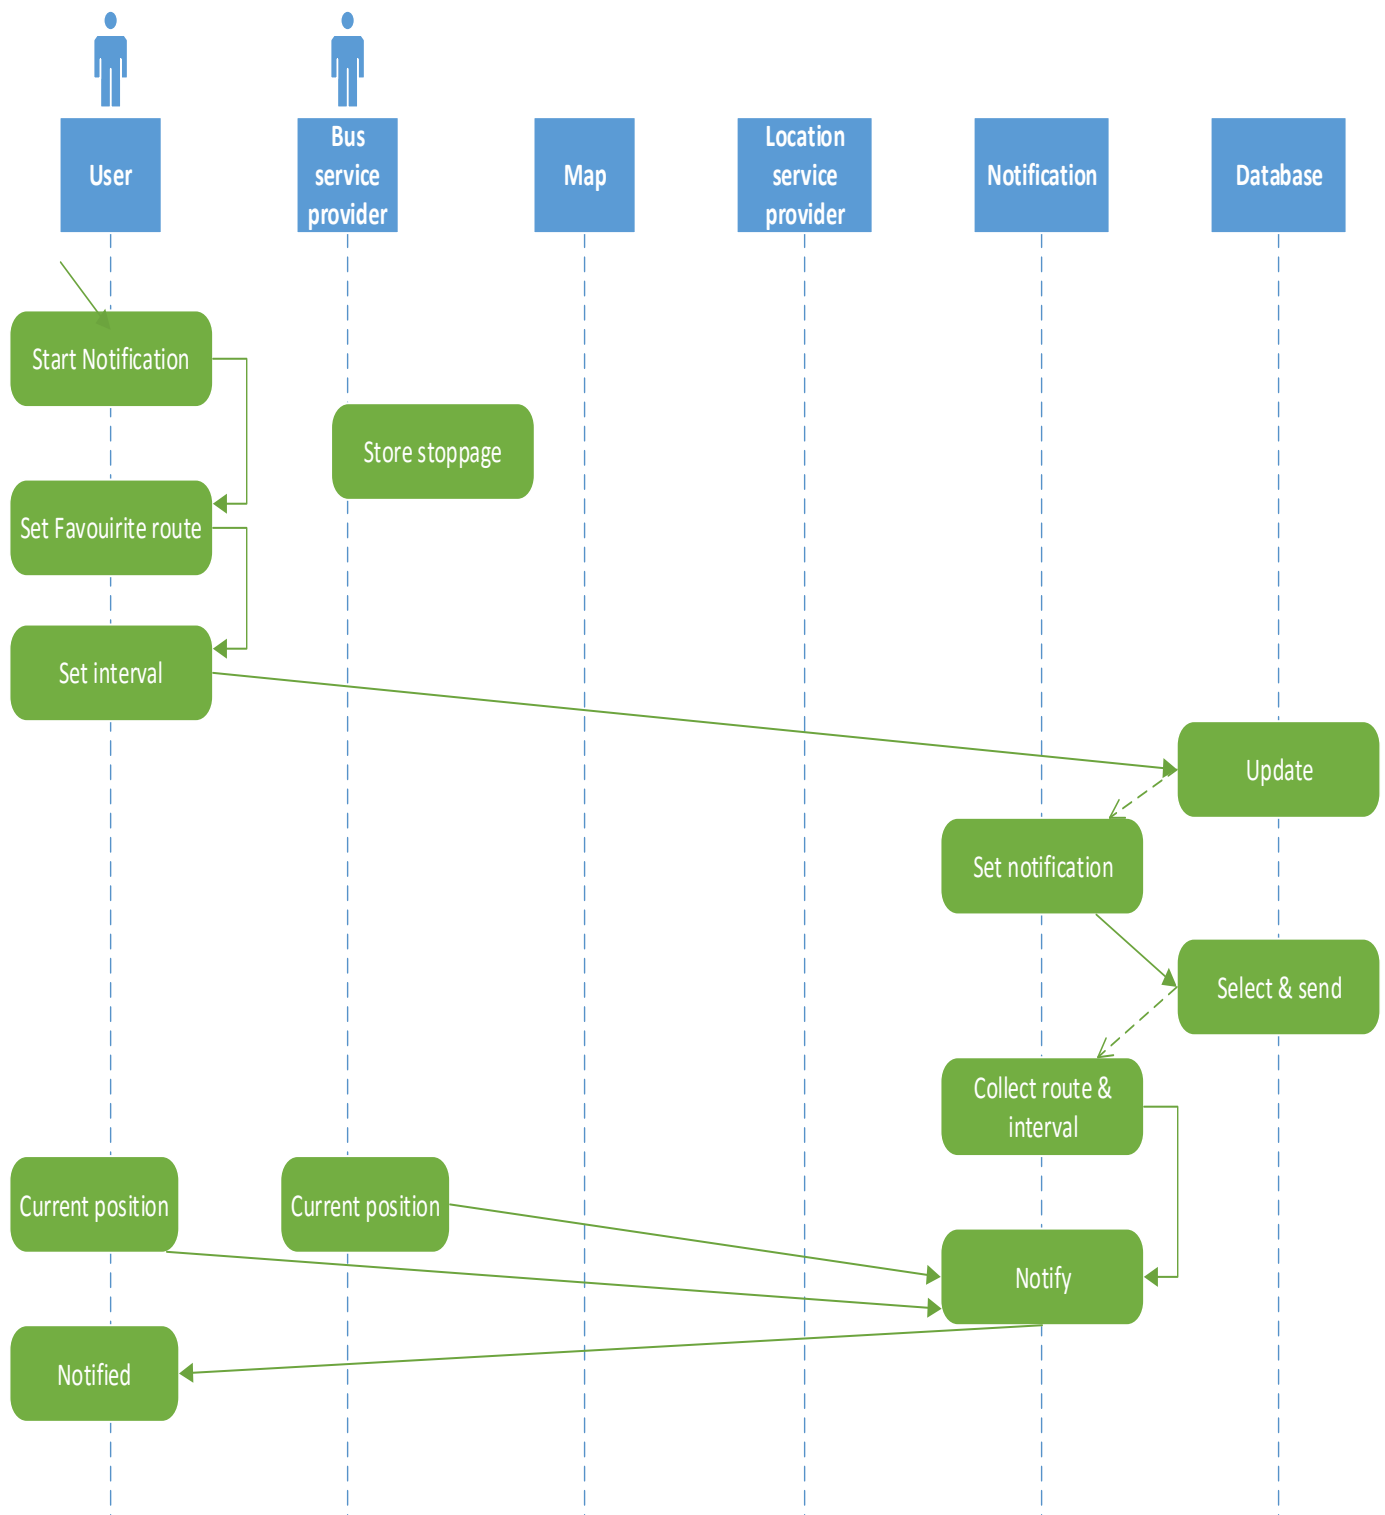 User
Bus
service
provider
Map
Location
service
provider
Notification
Database
Start Notification
Store stoppage
Set Favouirite route
Set interval
Update
Set notification
Select & send
Collect route &
interval
Current position
Current position
Notify
Notified